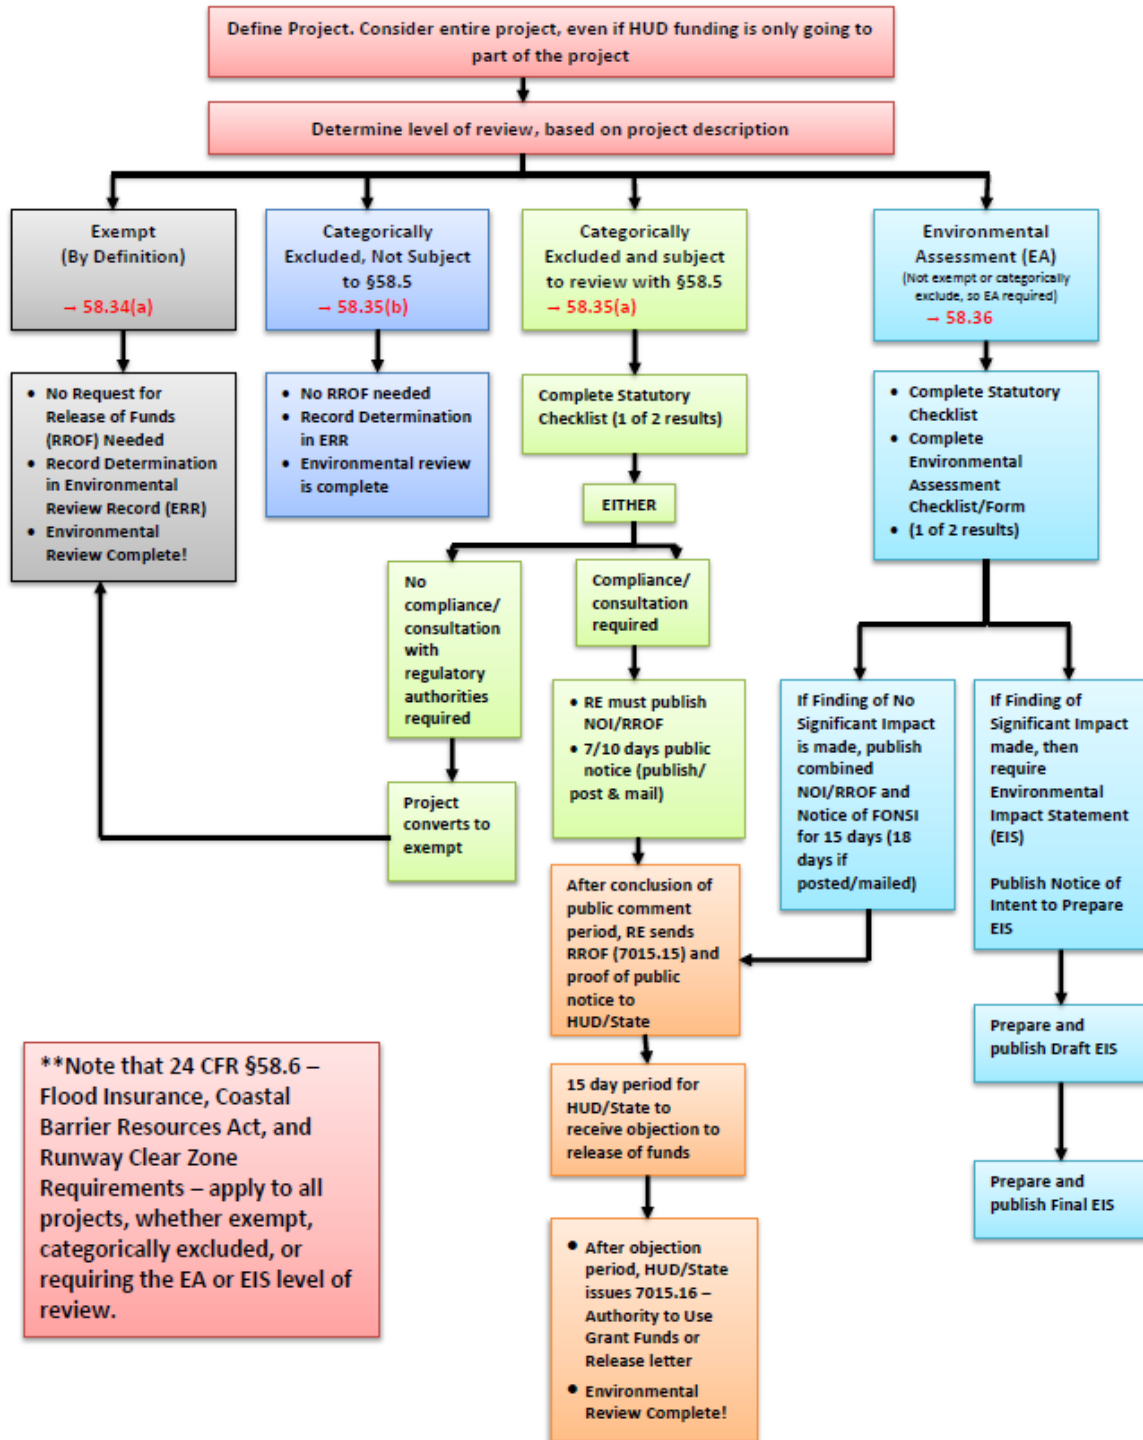 Define Project. Consider entire project, even if HUD funding is only going to
part of the project
Determine level of review, based on project description
Exempt
(By Definition)
→ 58.34(a)
Categorically
Excluded, Not Subject
to §58.5
→ 58.35(b)
Categorically
Excluded and subject
to review with §58.5
→ 58.35(a)
Environmental
Assessment (EA)
(Not exempt or categorically
exclude, so EA required)
→ 58.36
• No Request for
Release of Funds
(RROF) Needed
• Record Determination
in Environmental
Review Record (ERR)
• Environmental
Review Complete!
• No RROF needed
• Record Determination
in ERR
• Environmental review
is complete
Complete Statutory
Checklist (1 of 2 results)
• Complete Statutory
Checklist
• Complete
Environmental
Assessment
Checklist/Form
• (1 of 2 results)
EITHER
No
compliance/
consultation
with
regulatory
authorities
required
Compliance/
consultation
required
Project
converts to
exempt
• RE must publish
NOI/RROF
• 7/10 days public
notice (publish/
post & mail)
If Finding of No
Significant Impact
is made, publish
combined
NOI/RROF and
Notice of FONSI
for 15 days (18
days if
posted/mailed)
If Finding of
Significant Impact
made, then
require
Environmental
Impact Statement
(EIS)
Publish Notice of
Intent to Prepare
EIS
After conclusion of
public comment
period, RE sends
RROF (7015.15) and
proof of public
notice to
HUD/State
Prepare and
publish Draft EIS
15 day period for
HUD/State to
receive objection to
release of funds
Prepare and
publish Final EIS
• After objection
period, HUD/State
issues 7015.16 –
Authority to Use
Grant Funds or
Release letter
• Environmental
Review Complete!
**Note that 24 CFR §58.6 –
Flood Insurance, Coastal
Barrier Resources Act, and
Runway Clear Zone
Requirements – apply to all
projects, whether exempt,
categorically excluded, or
requiring the EA or EIS level of
review.